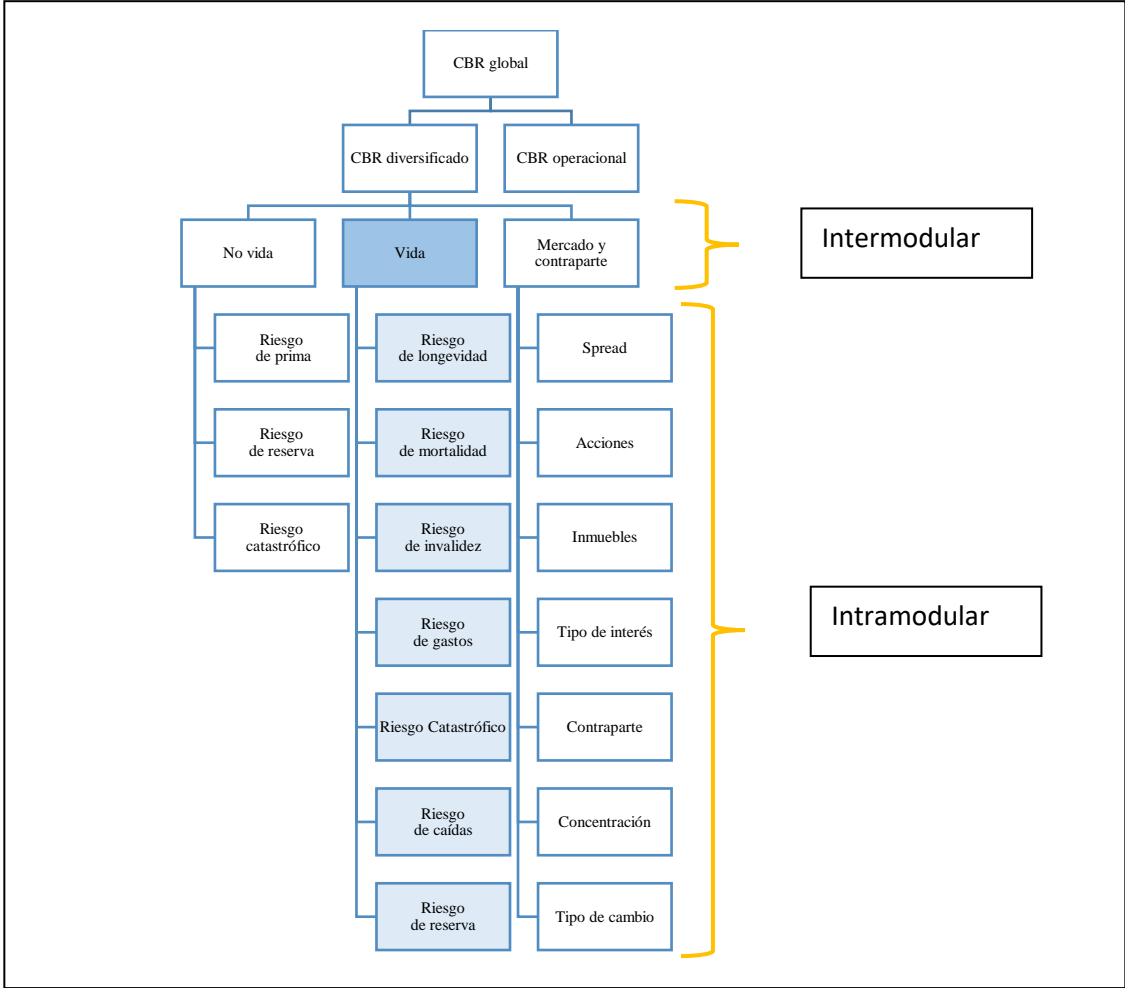 CBR global
CBR diversificado
CBR operacional
No vida
Vida
Mercado y
contraparte
Intermodular
Riesgo
de prima
Riesgo
de longevidad
Spread
Riesgo
de reserva
Riesgo
de mortalidad
Acciones
Riesgo
catastrófico
Riesgo
de invalidez
Inmuebles
Intramodular
Riesgo
de gastos
Tipo de interés
Riesgo Catastrófico
Contraparte
Riesgo
de caídas
Concentración
Riesgo
de reserva
Tipo de cambio